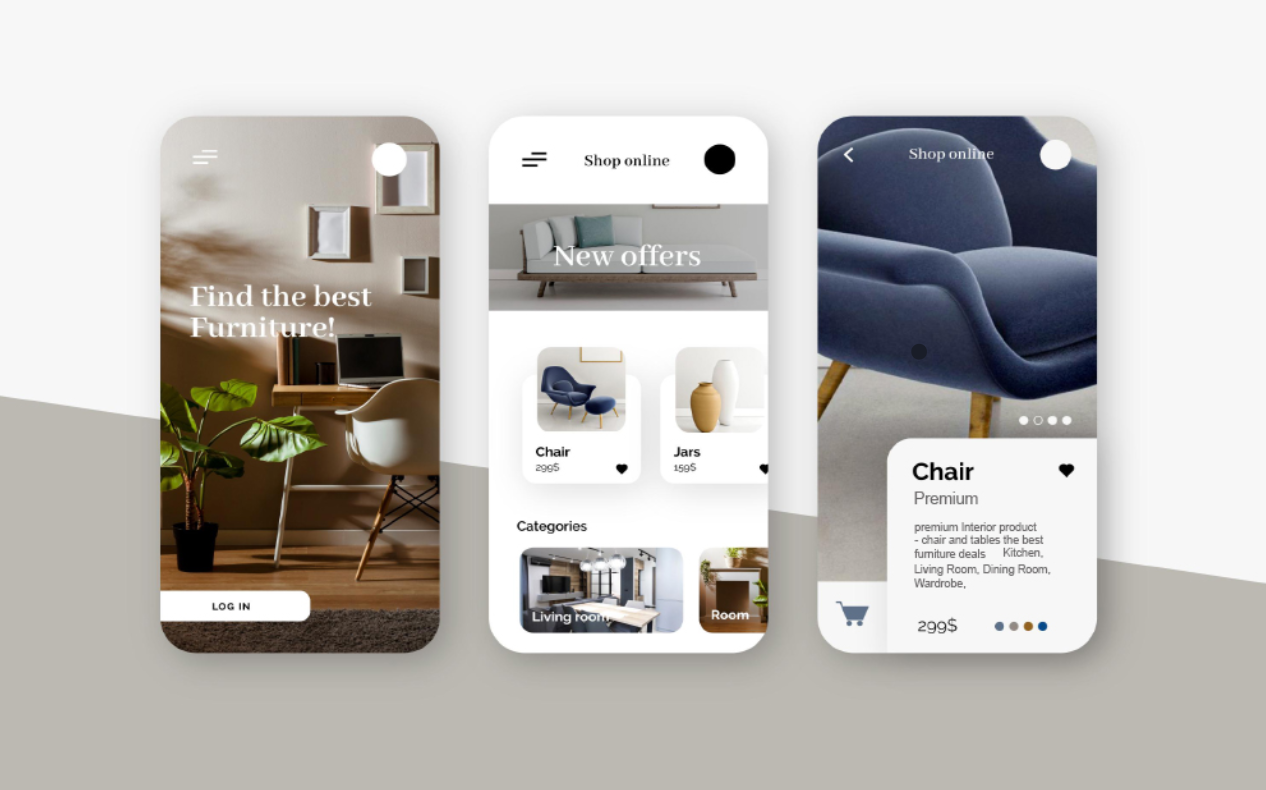 Find the best
Furniture!
LOG IN
Shop online
New offers
Chair
299$
Jars
159$
Categories
Living room
Room
Shop online
Chair
Premium
premium Interior product
- chair and tables the best
furniture deals Kitchen,
Living Room, Dining Room,
Wardrobe,
299$